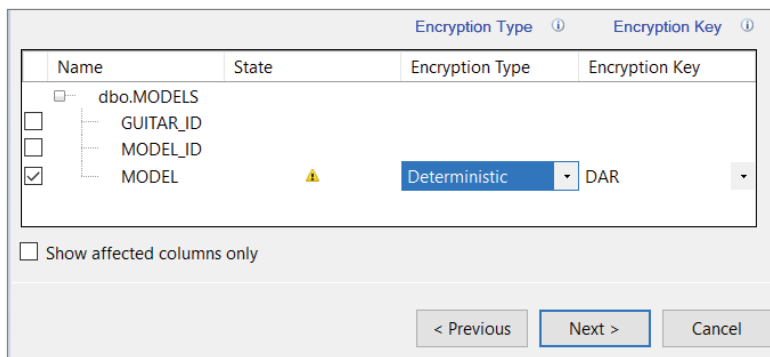 Encryption Type Encryption Key
Name State Encryption Type Encryption Key
dbo.MODELS
GUITAR_ID
MODEL_ID
MODEL Deterministic DAR
Show affected columns only
< Previous Next > Cancel